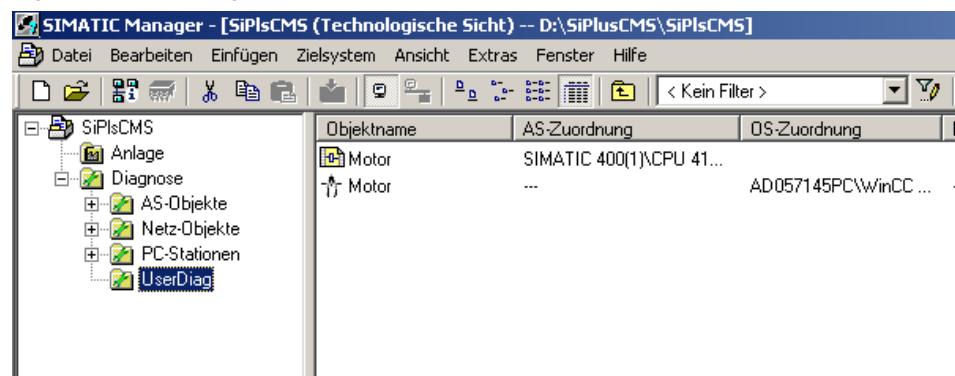 SIMATIC Manager - [SiPlsCMS (Technologische Sicht) -- D:\SiPlusCMS\SiPlsCMS]
Datei Bearbeiten Einfügen Zielsystem Ansicht Extras Fenster Hilfe
< Kein Filter >
SiPlsCMS
Anlage
Diagnose
AS-Objekte
Netz-Objekte
PC-Stationen
UserDiag
Objektname AS-Zuordnung OS-Zuordnung
Motor SIMATIC 400(1)\CPU 41...
Motor --- AD057145PC\WinCC ...